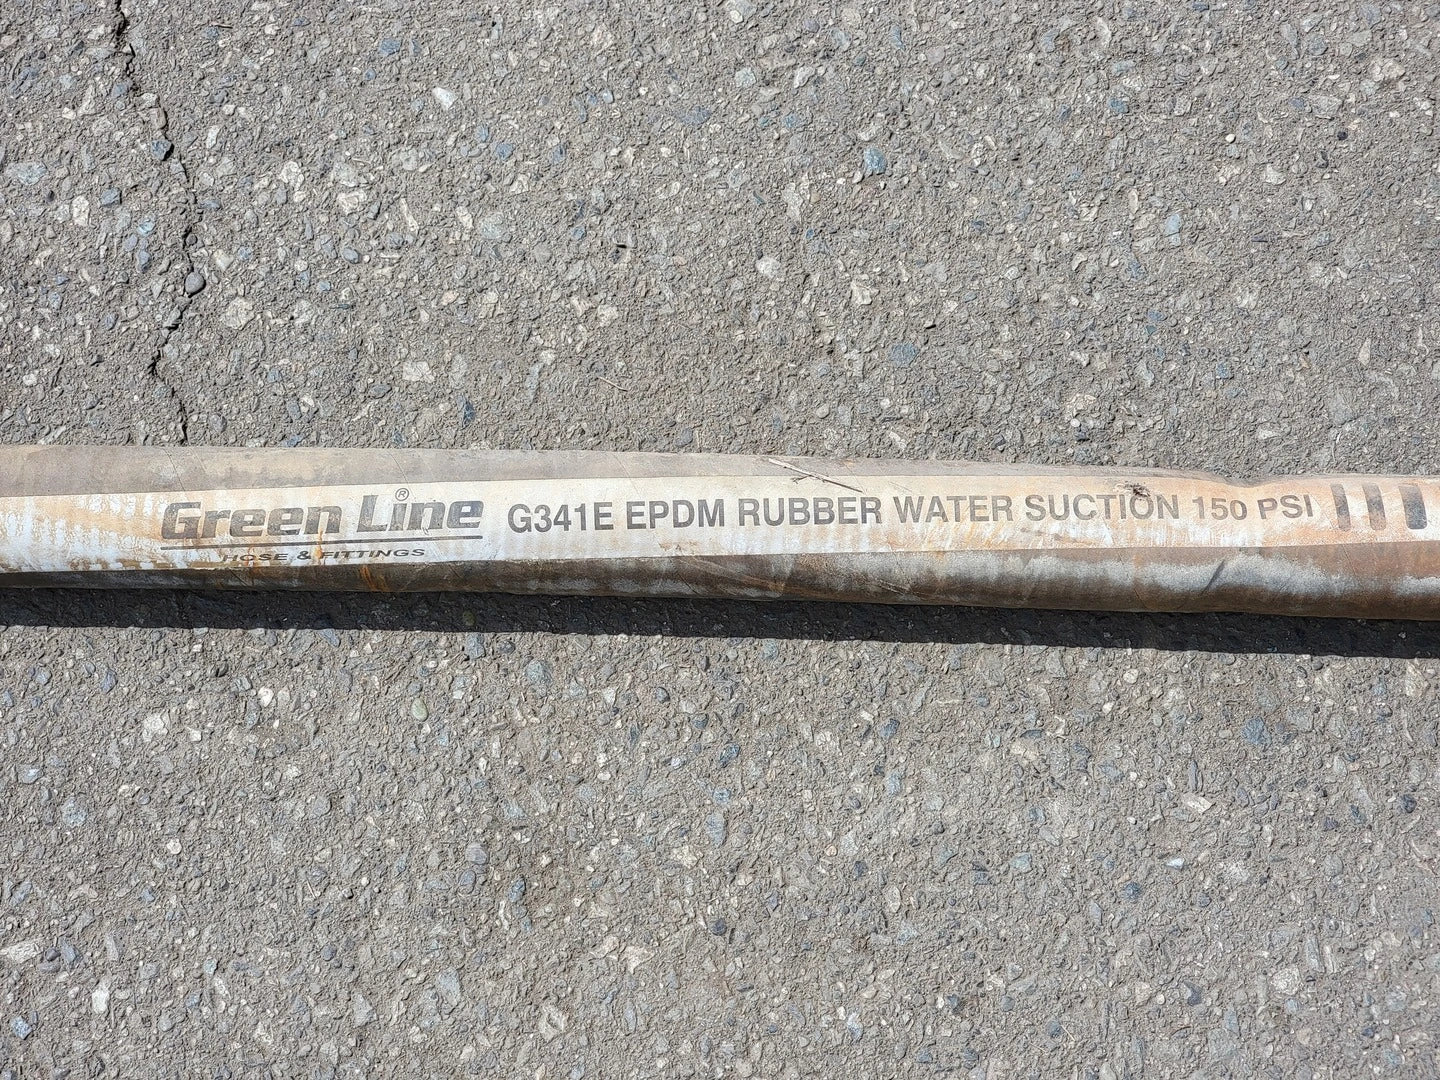 Green Line® G341E EPDM RUBBER WATER SUCTION 150 PSI
HOSE & FITTINGS